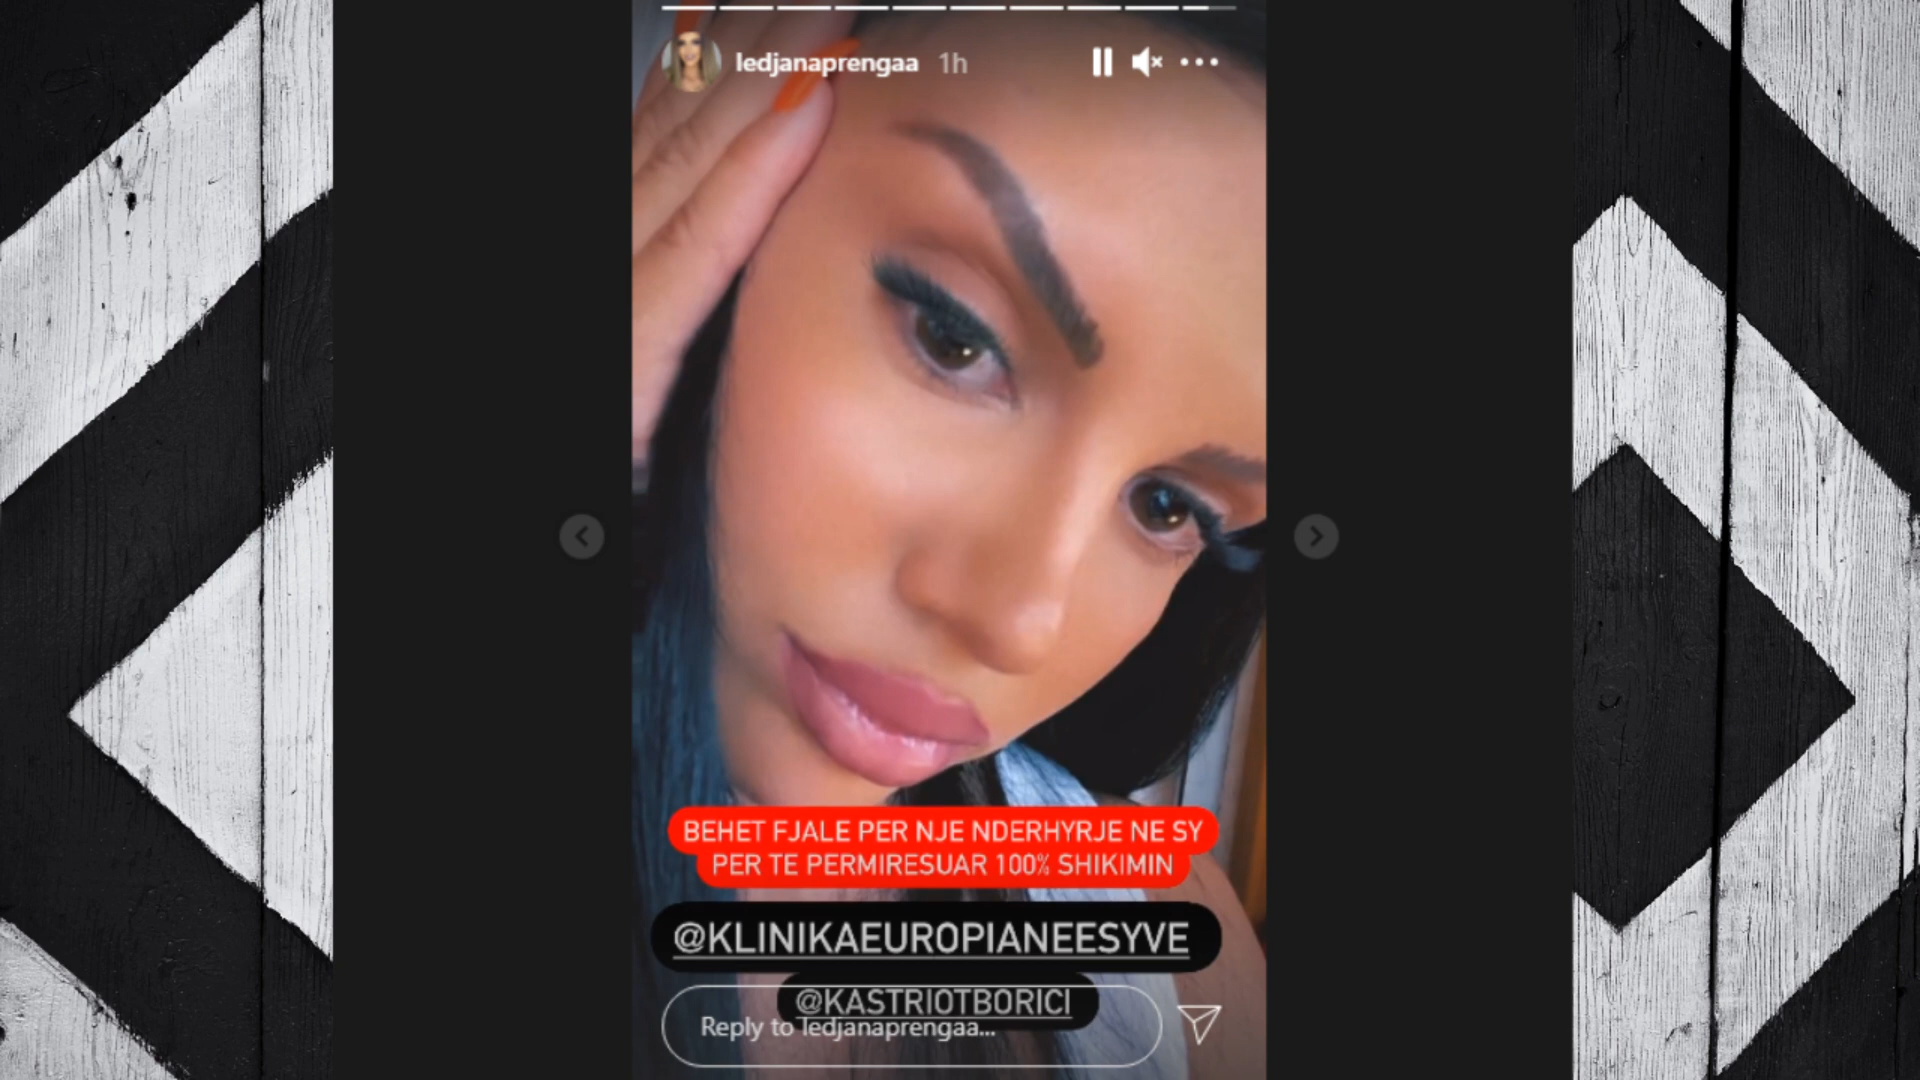 ledjanaprengaa 1h
BEHET FJALE PER NJE NDERHYRJE NE SY
PER TE PERMIRESUAR 100% SHIKIMIN
@KLINIKAEUROPIANEESYVE
@KASTRIOTBORICI
Reply to ledjanaprengaa...